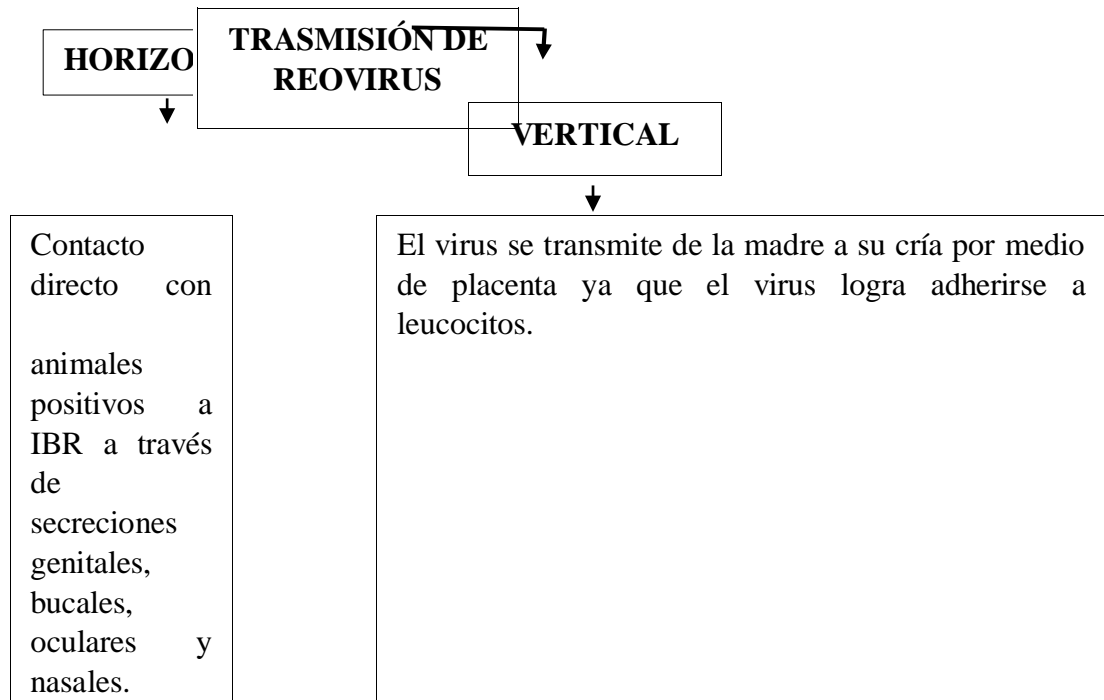 TRASMISIÓN DE
REOVIRUS
HORIZO
VERTICAL
Contacto
directo con
animales
positivos a
IBR a través
de
secreciones
genitales,
bucales,
oculares y
nasales.
El virus se transmite de la madre a su cría por medio
de placenta ya que el virus logra adherirse a
leucocitos.